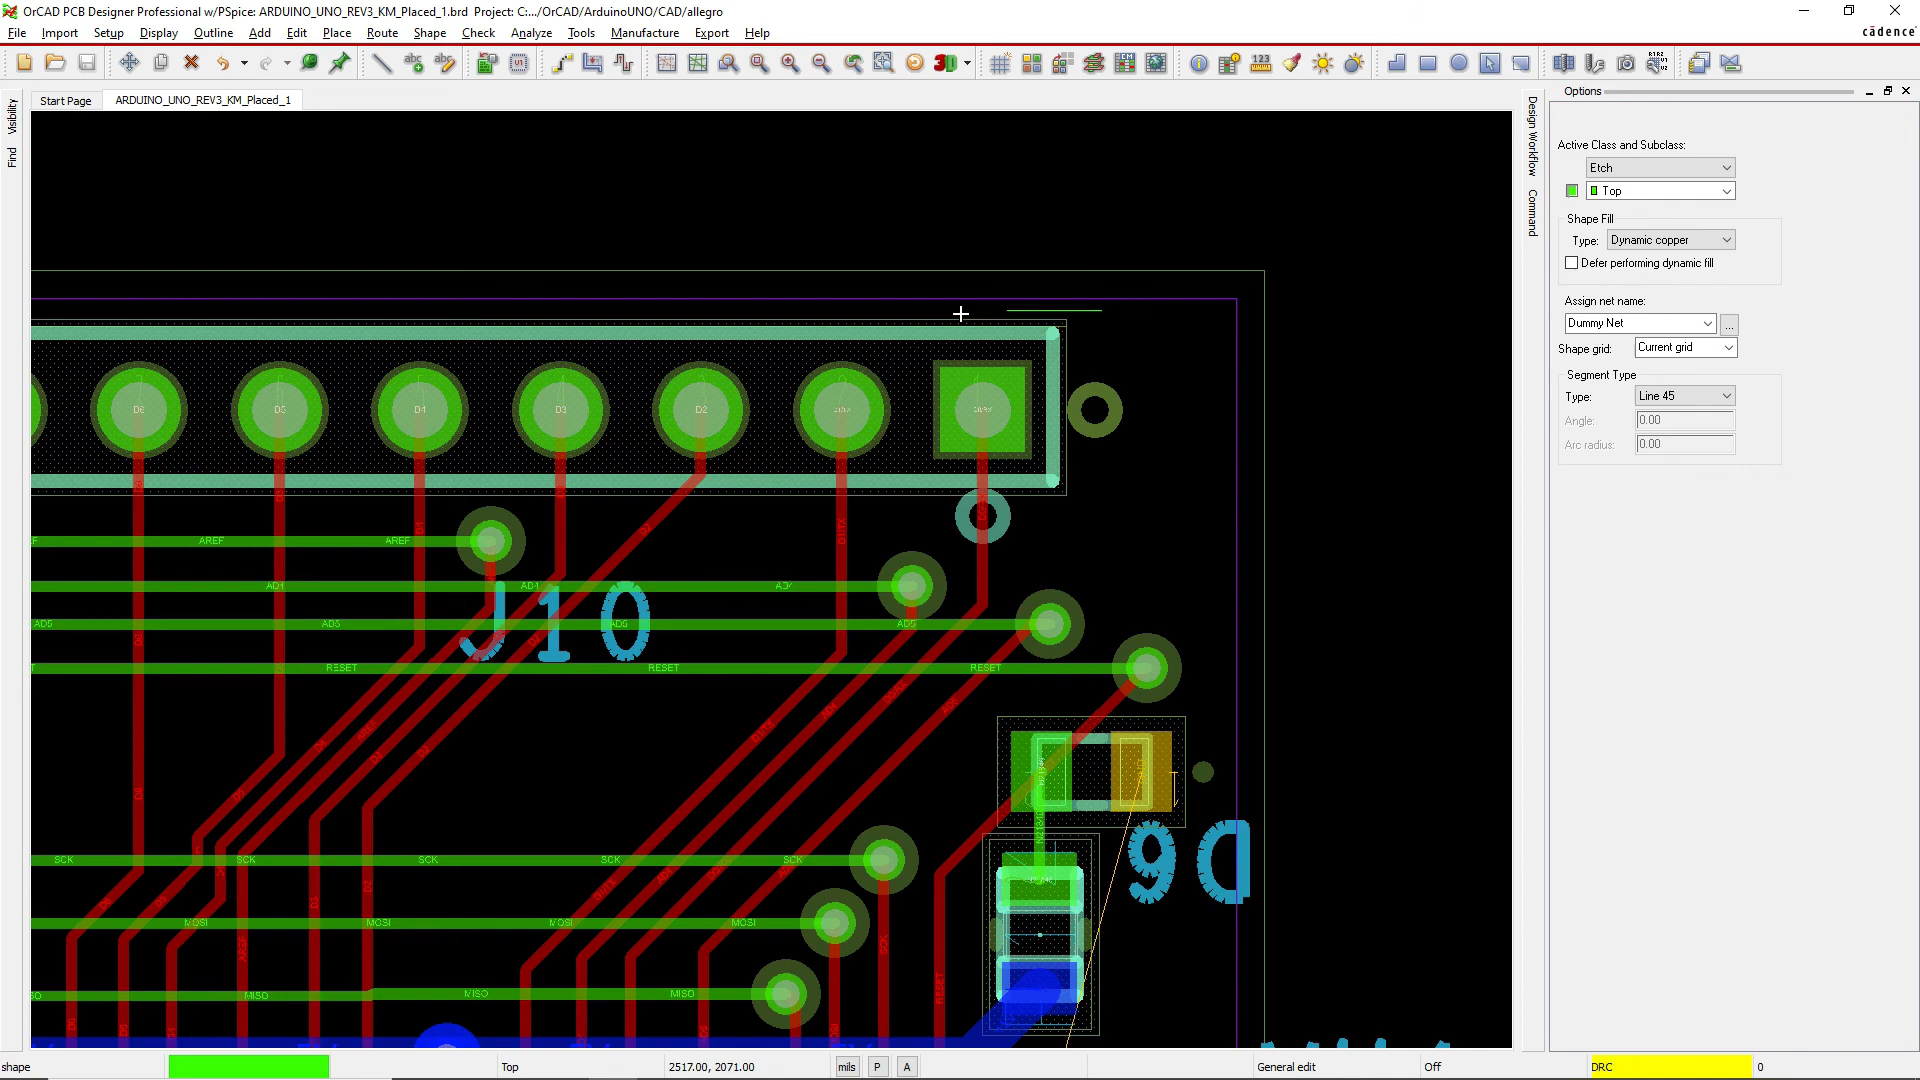 OrCAD PCB Designer Professional w/PSpice: ARDUINO_UNO_REV3_KM_Placed_1.brd Project: C:.../OrCAD/ArduinoUNO/CAD/allegro
File Import Setup Display Outline Add Edit Place Route Shape Check Analyze Tools Manufacture Export Help
cādence
Start Page ARDUINO_UNO_REV3_KM_Placed_1
Visibility
Find
Design Workflow
Command
Options
Active Class and Subclass:
Etch
Top
Shape Fill
Type: Dynamic copper
Defer performing dynamic fill
Assign net name:
Dummy Net ...
Shape grid: Current grid
Segment Type
Type: Line 45
Angle: 0.00
Arc radius: 0.00
D6 D5 D4 D3 D2
AREF AREF
AD4 AD4
J10
AD5 AD5 AD5 AD5
RESET RESET RESET
D9
SCK SCK SCK SCK SCK
MOSI MOSI MOSI MOSI
MISO MISO MISO
shape Top 2517.00, 2071.00 mils P A General edit Off DRC 0